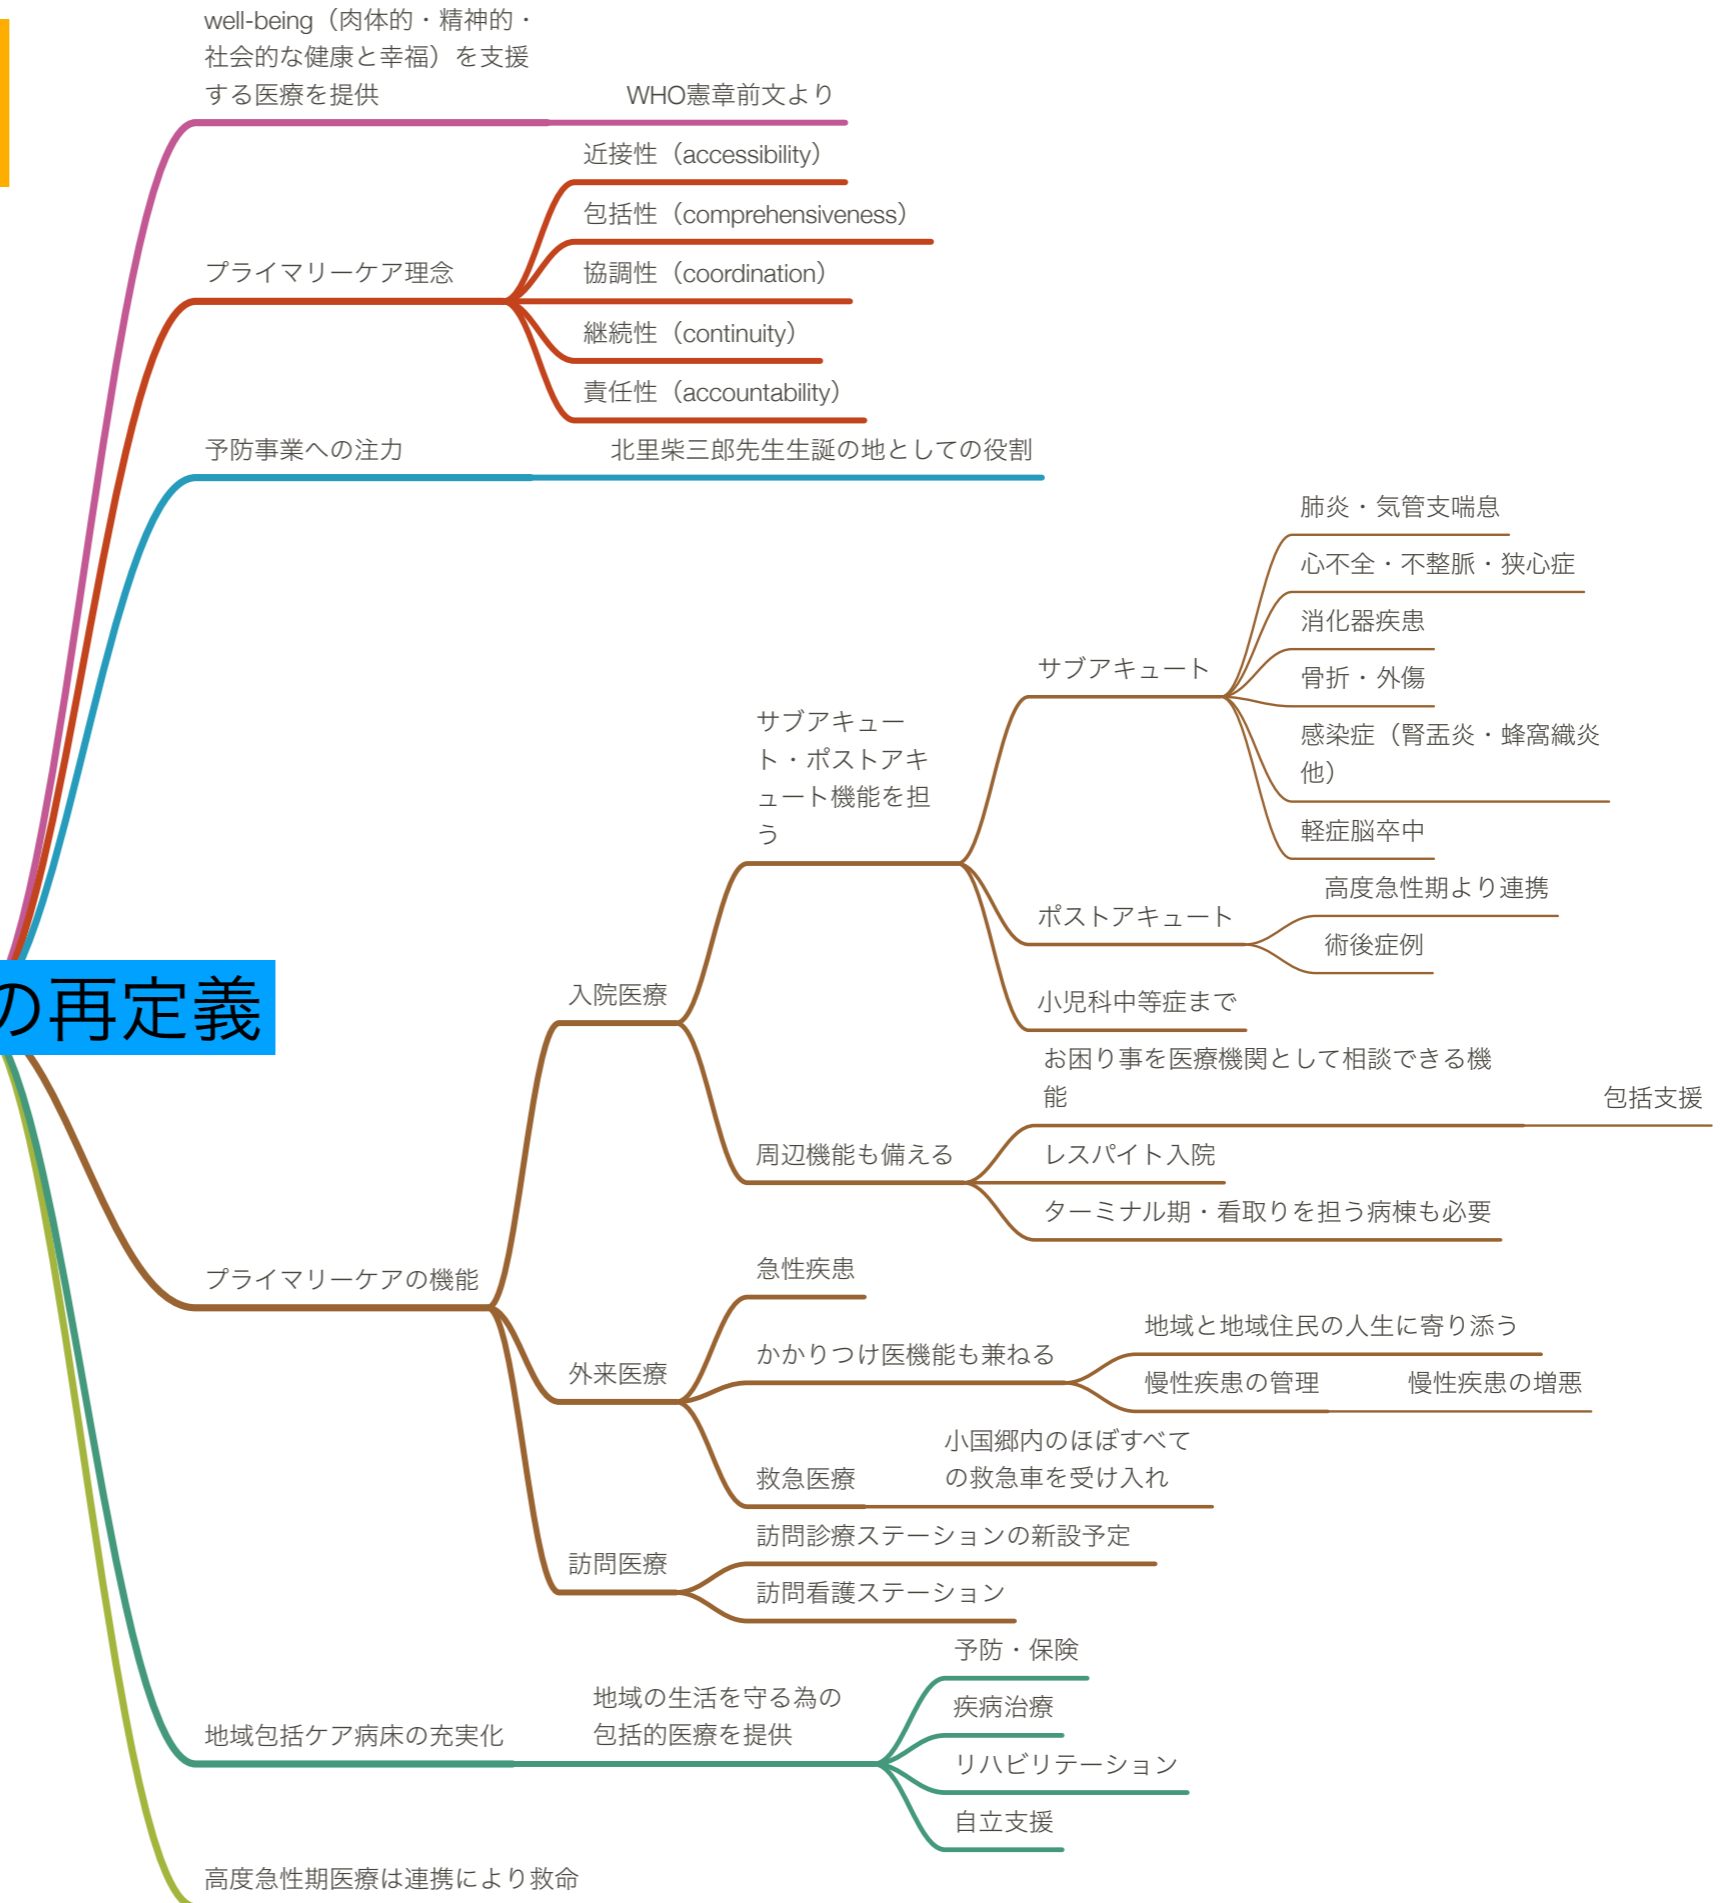 well-being（肉体的・精神的・
社会的な健康と幸福）を支援
する医療を提供
WHO憲章前文より
プライマリーケア理念
近接性（accessibility）
包括性（comprehensiveness）
協調性（coordination）
継続性（continuity）
責任性（accountability）
予防事業への注力
北里柴三郎先生生誕の地としての役割
の再定義
プライマリーケアの機能
入院医療
サブアキュー
ト・ポストアキ
ュート機能を担
う
サブアキュート
肺炎・気管支喘息
心不全・不整脈・狭心症
消化器疾患
骨折・外傷
感染症（腎盂炎・蜂窩織炎
他）
軽症脳卒中
ポストアキュート
高度急性期より連携
術後症例
小児科中等症まで
周辺機能も備える
お困り事を医療機関として相談できる機
能
包括支援
レスパイト入院
ターミナル期・看取りを担う病棟も必要
外来医療
急性疾患
かかりつけ医機能も兼ねる
地域と地域住民の人生に寄り添う
慢性疾患の管理
慢性疾患の増悪
救急医療
小国郷内のほぼすべて
の救急車を受け入れ
訪問医療
訪問診療ステーションの新設予定
訪問看護ステーション
地域包括ケア病床の充実化
地域の生活を守る為の
包括的医療を提供
予防・保険
疾病治療
リハビリテーション
自立支援
高度急性期医療は連携により救命